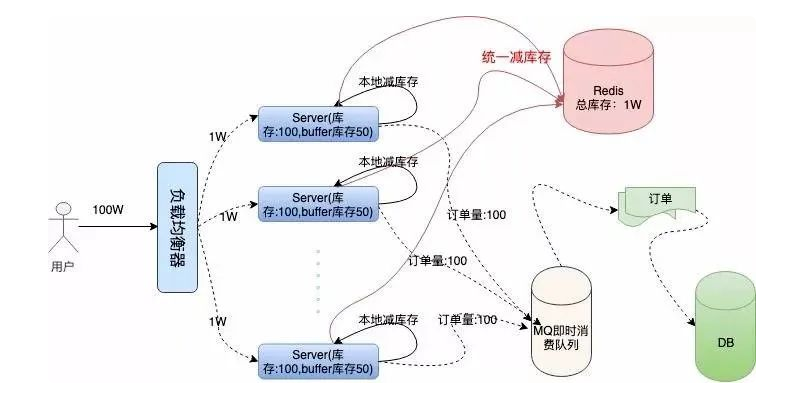 统一减库存
Redis
总库存：1W
本地减库存
Server(库
存:100,buffer库存50)
1W
本地减库存
Server(库
存:100,buffer库存50)
1W
负载均衡器
100W
用户
订单量:100
订单量:100
订单
1W
本地减库存
订单量:100
Server(库
存:100,buffer库存50)
MQ即时消
费队列
DB